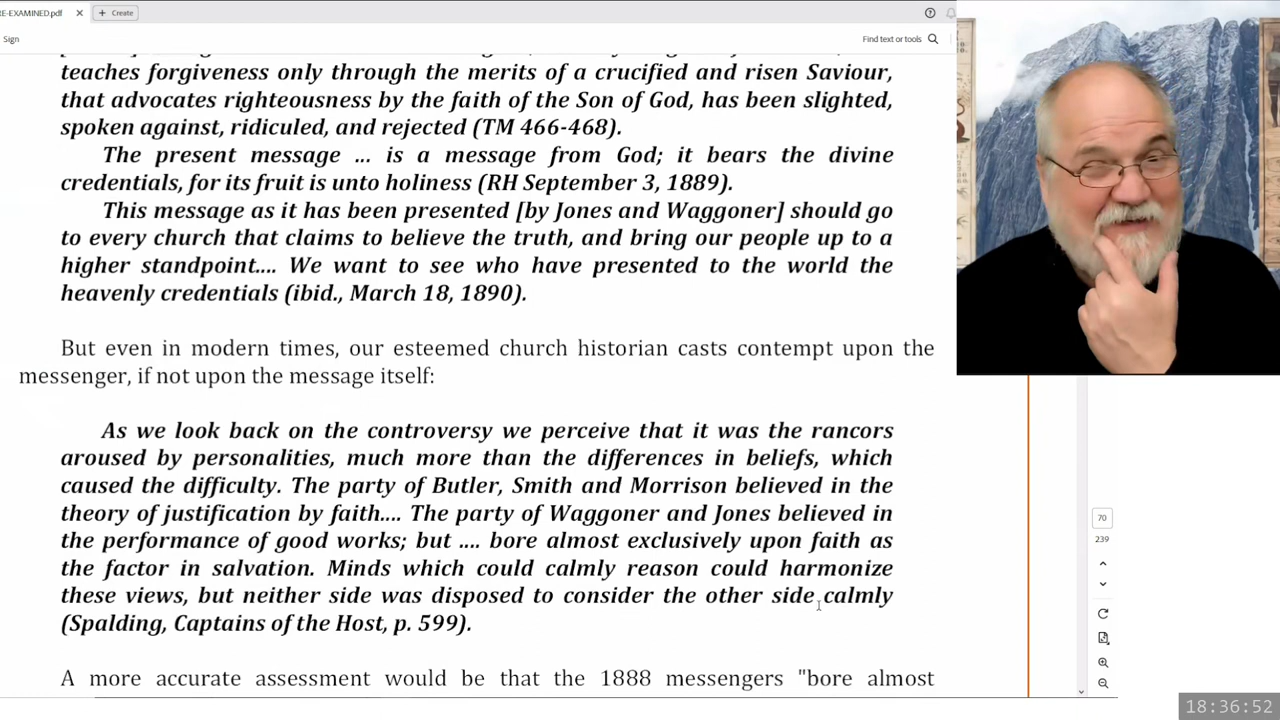 RE-EXAMINED.pdf
Create
Sign
Find text or tools
teaches forgiveness only through the merits of a crucified and risen Saviour,
that advocates righteousness by the faith of the Son of God, has been slighted,
spoken against, ridiculed, and rejected (TM 466-468).
The present message ... is a message from God; it bears the divine
credentials, for its fruit is unto holiness (RH September 3, 1889).
This message as it has been presented [by Jones and Waggoner] should go
to every church that claims to believe the truth, and bring our people up to a
higher standpoint.... We want to see who have presented to the world the
heavenly credentials (ibid., March 18, 1890).
But even in modern times, our esteemed church historian casts contempt upon the
messenger, if not upon the message itself:
As we look back on the controversy we perceive that it was the rancors
aroused by personalities, much more than the differences in beliefs, which
caused the difficulty. The party of Butler, Smith and Morrison believed in the
theory of justification by faith.... The party of Waggoner and Jones believed in
the performance of good works; but .... bore almost exclusively upon faith as
the factor in salvation. Minds which could calmly reason could harmonize
these views, but neither side was disposed to consider the other side calmly
(Spalding, Captains of the Host, p. 599).
A more accurate assessment would be that the 1888 messengers "bore almost
70
239
18:36:52